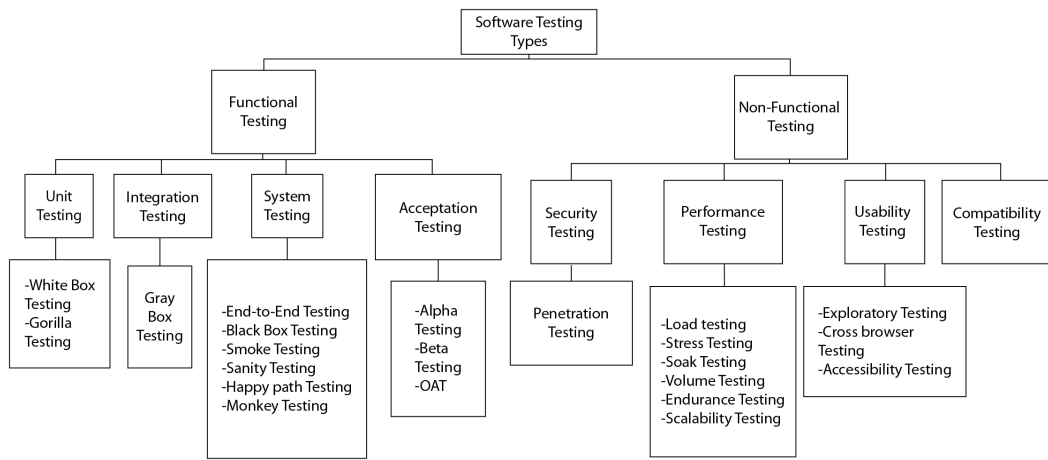 Software Testing
Types
Functional
Testing
Non-Functional
Testing
Unit
Testing
Integration
Testing
System
Testing
Acceptation
Testing
Security
Testing
Performance
Testing
Usability
Testing
Compatibility
Testing
-White Box
Testing
-Gorilla
Testing
Gray
Box
Testing
-End-to-End Testing
-Black Box Testing
-Smoke Testing
-Sanity Testing
-Happy path Testing
-Monkey Testing
-Alpha
Testing
-Beta
Testing
-OAT
Penetration
Testing
-Load testing
-Stress Testing
-Soak Testing
-Volume Testing
-Endurance Testing
-Scalability Testing
-Exploratory Testing
-Cross browser
Testing
-Accessibility Testing